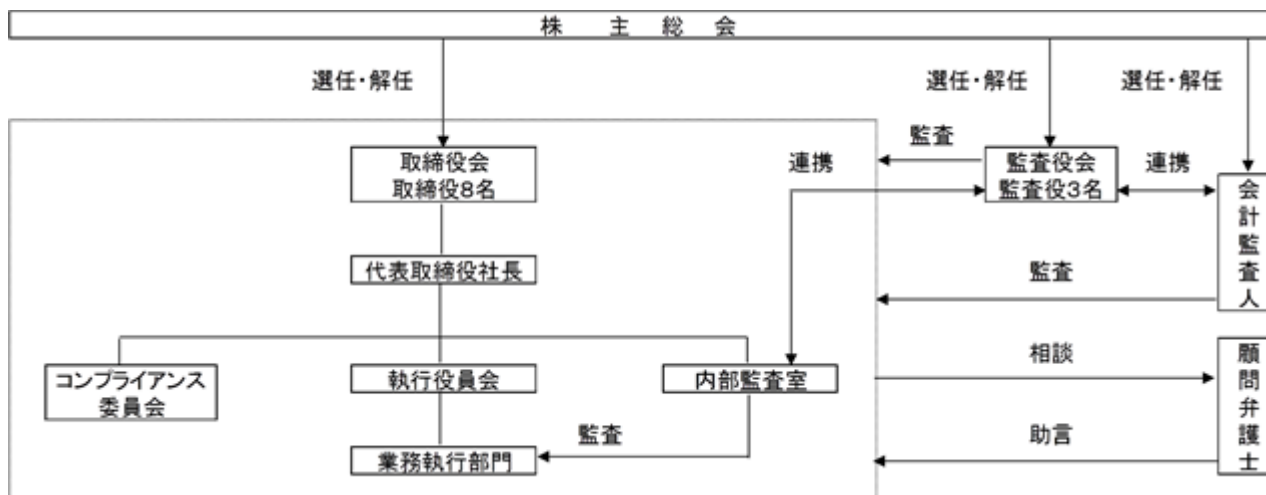 株主総会
選任・解任
選任・解任
選任・解任
取締役会
取締役8名
監査
連携
監査役会
監査役3名
連携
会計監査人
代表取締役社長
監査
コンプライアンス
委員会
執行役員会
内部監査室
相談
顧問弁護士
監査
業務執行部門
助言